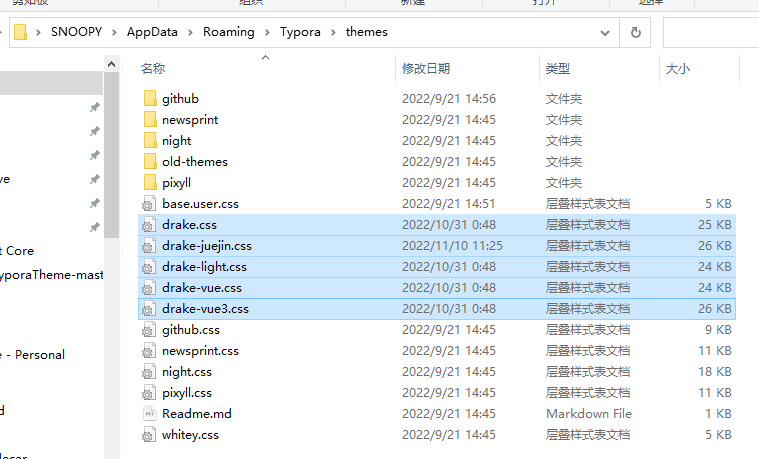 剪贴板 组织 新建 打开 选择
SNOOPY > AppData > Roaming > Typora > themes
名称 修改日期 类型 大小
github 2022/9/21 14:56 文件夹
newsprint 2022/9/21 14:45 文件夹
night 2022/9/21 14:45 文件夹
old-themes 2022/9/21 14:45 文件夹
pixyll 2022/9/21 14:45 文件夹
ve base.user.css 2022/9/21 14:51 层叠样式表文档 5 KB
drake.css 2022/10/31 0:48 层叠样式表文档 25 KB
t Core drake-juejin.css 2022/11/10 11:25 层叠样式表文档 26 KB
yporaTheme-mast drake-light.css 2022/10/31 0:48 层叠样式表文档 24 KB
drake-vue.css 2022/10/31 0:48 层叠样式表文档 24 KB
drake-vue3.css 2022/10/31 0:48 层叠样式表文档 26 KB
github.css 2022/9/21 14:45 层叠样式表文档 9 KB
e - Personal newsprint.css 2022/9/21 14:45 层叠样式表文档 11 KB
night.css 2022/9/21 14:45 层叠样式表文档 18 KB
pixyll.css 2022/9/21 14:45 层叠样式表文档 11 KB
d Readme.md 2022/9/21 14:45 Markdown File 1 KB
whitey.css 2022/9/21 14:45 层叠样式表文档 5 KB